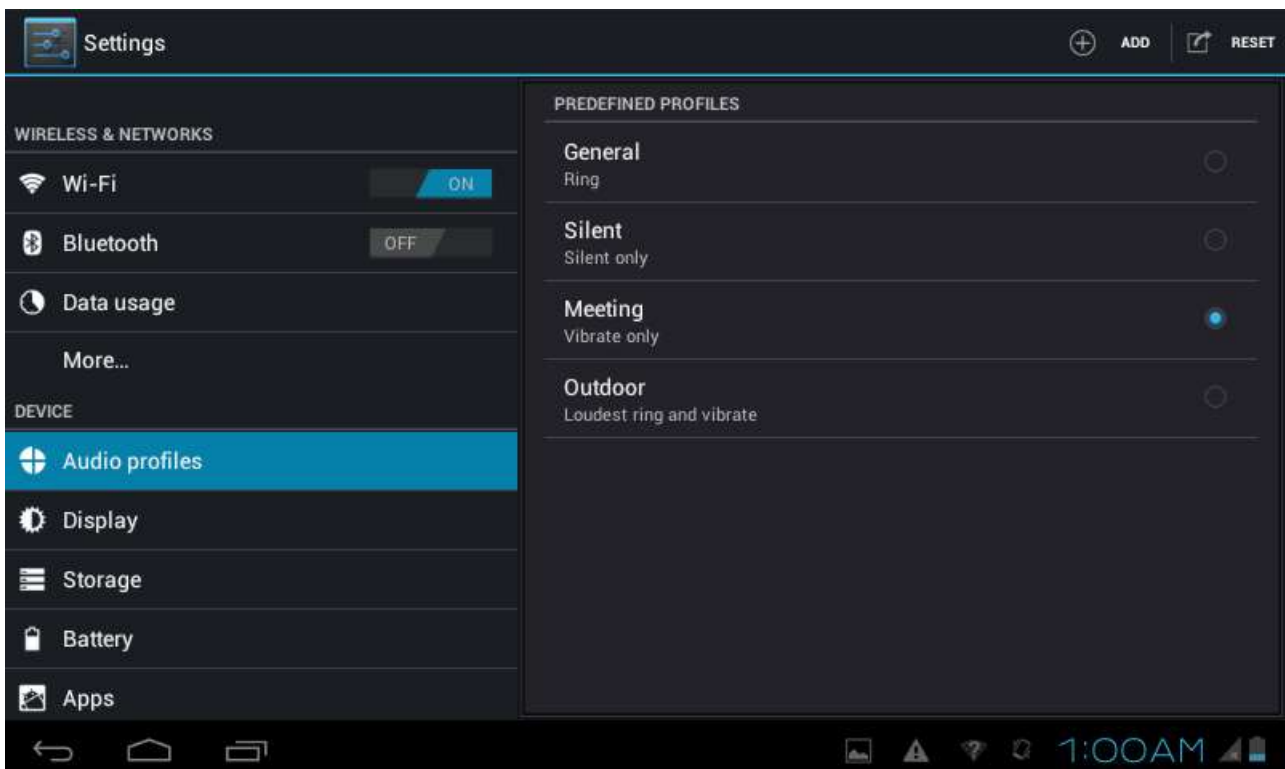 Settings
ADD
RESET
WIRELESS & NETWORKS
Wi-Fi
ON
Bluetooth
OFF
Data usage
More...
DEVICE
Audio profiles
Display
Storage
Battery
Apps
PREDEFINED PROFILES
General
Ring
Silent
Silent only
Meeting
Vibrate only
Outdoor
Loudest ring and vibrate
1:00AM